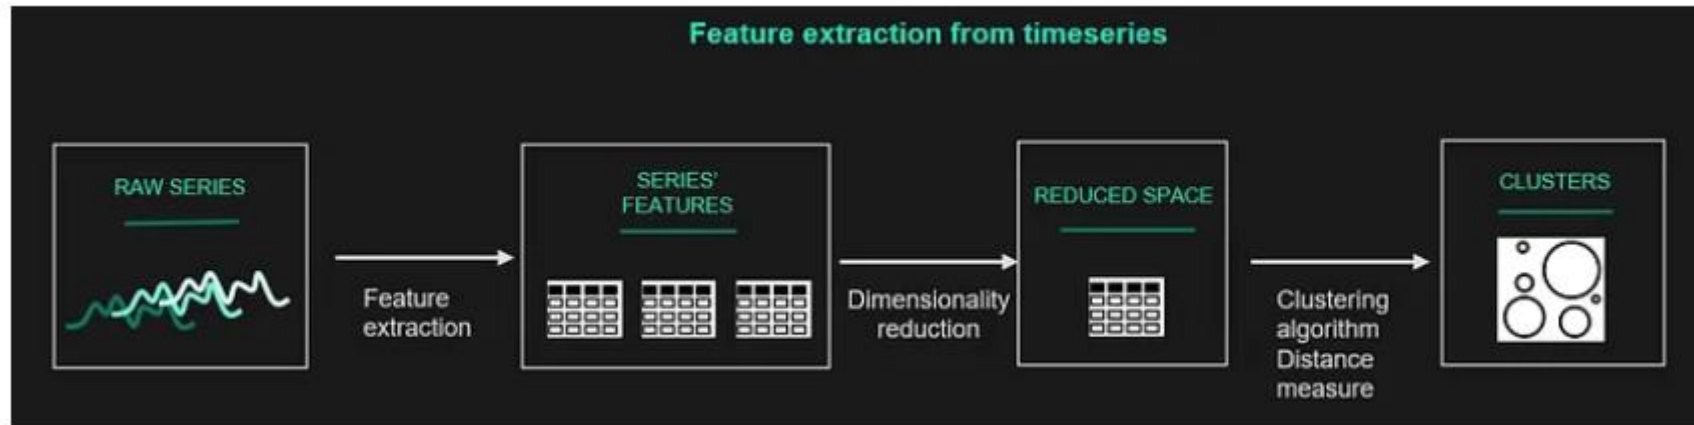 Feature extraction from timeseries
RAW SERIES
Feature
extraction
SERIES'
FEATURES
Dimensionality
reduction
REDUCED SPACE
Clustering
algorithm
Distance
measure
CLUSTERS